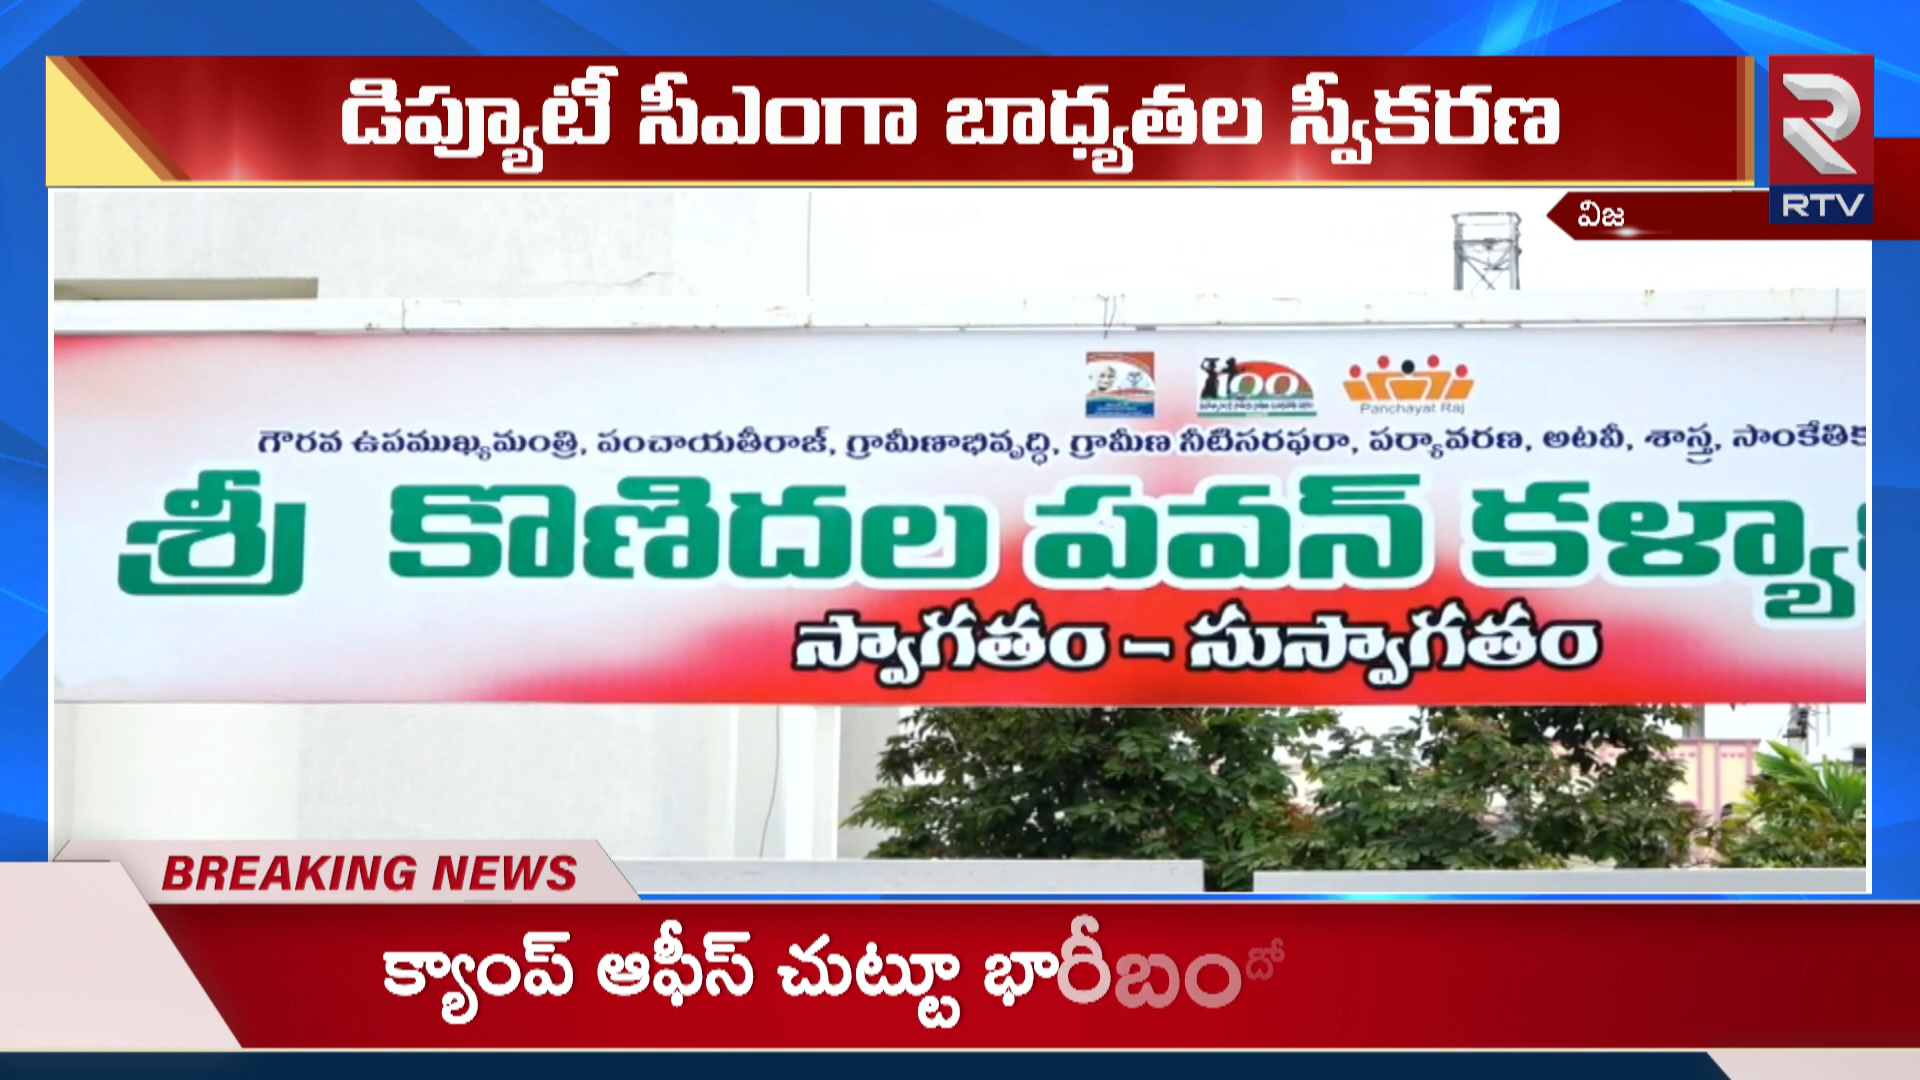 డిప్యూటీ సీఎంగా బాధ్యతల స్వీకరణ
RTV
విజ
100
Panchayat Raj
గౌరవ ఉపముఖ్యమంత్రి, పంచాయతీరాజ్, గ్రామీణాభివృద్ధి, గ్రామీణ నీటిసరఫరా, పర్యావరణ, అటవీ, శాస్త్ర, సాంకేతిక
శ్రీ కొణిదల పవన్ కళ్యా
స్వాగతం – సుస్వాగతం
BREAKING NEWS
క్యాంప్ ఆఫీస్ చుట్టూ భారీబందో